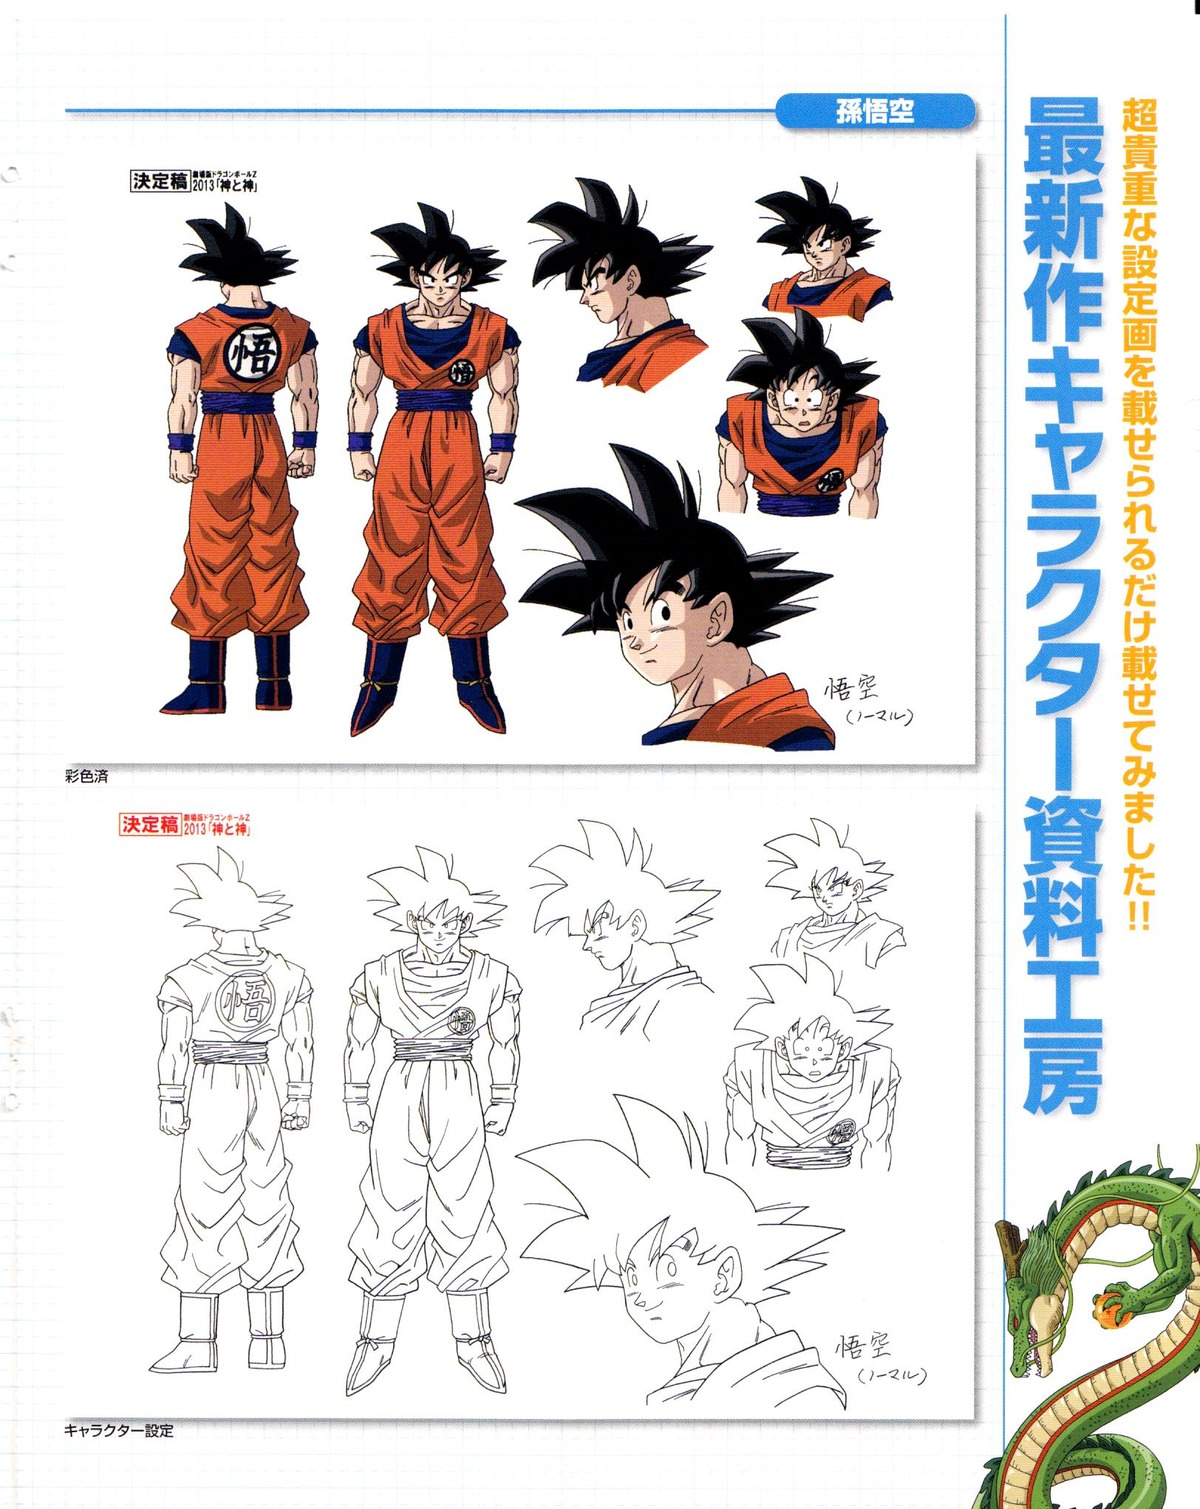 超貴重な設定画を載せられるだけ載せてみました!!
最新作キャラクター資料工房
孫悟空
決定稿
劇場版ドラゴンボールZ
2013「神と神」
悟
悟
悟
悟空
(ノーマル)
彩色済
決定稿
劇場版ドラゴンボールZ
2013「神と神」
悟
悟
悟
悟空
(ノーマル)
キャラクター設定